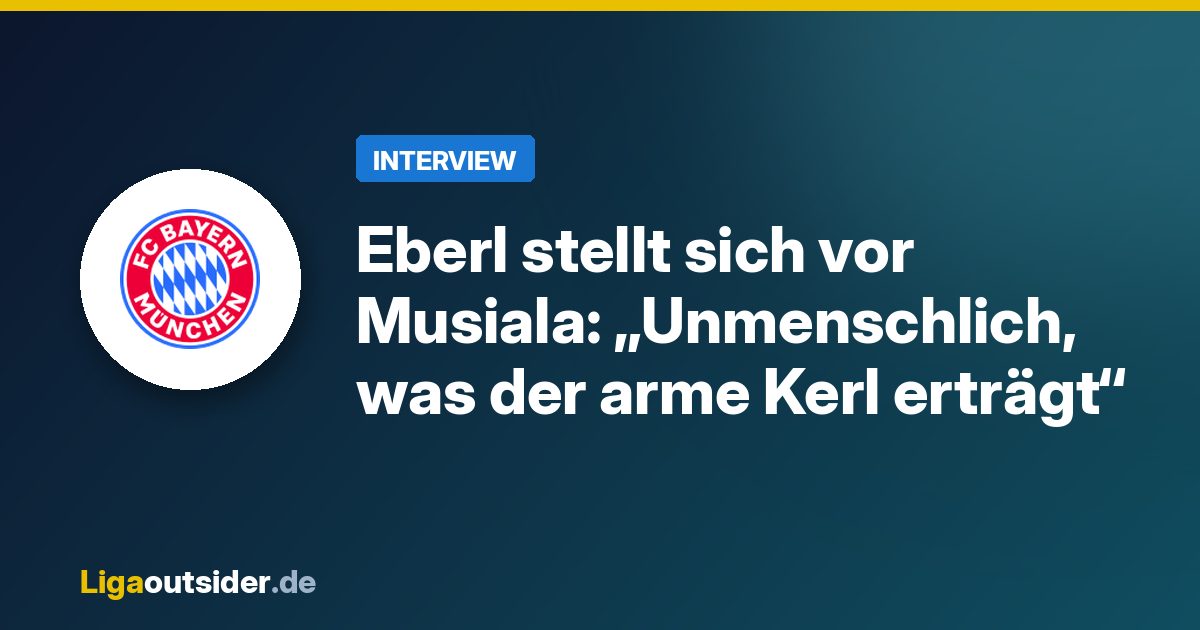 FC BAYERN
MÜNCHEN
INTERVIEW
Eberl stellt sich vor
Musiala: „Unmenschlich,
was der arme Kerl erträgt“
Ligaoutsider.de